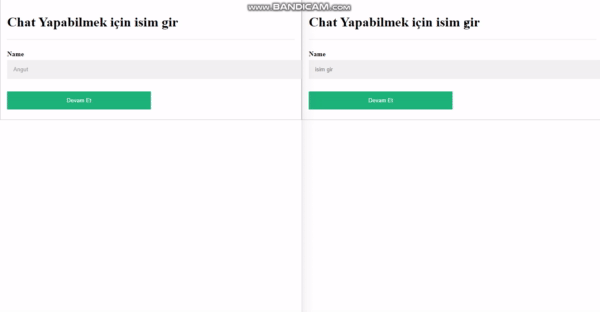 www.BANDICAM.com
Chat Yapabilmek için isim gir
Name
Angut
Devam Et
Chat Yapabilmek için isim gir
Name
isim gir
Devam Et